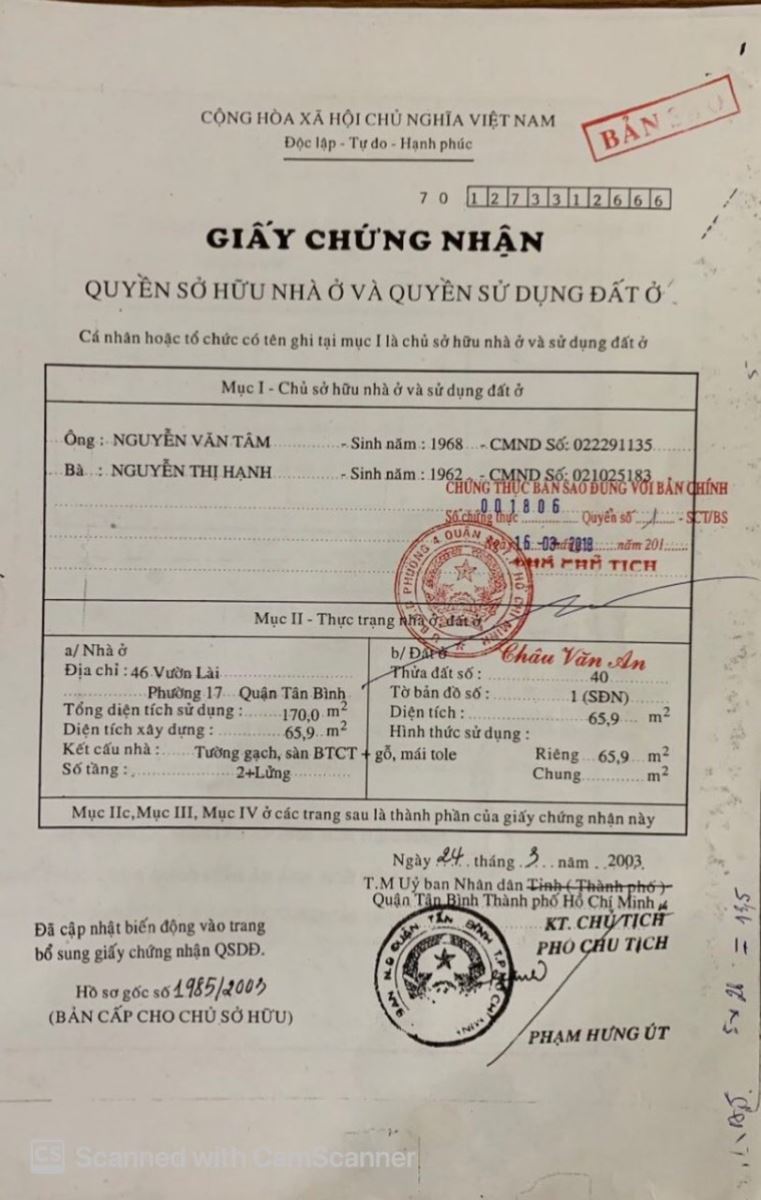 CỘNG HÒA XÃ HỘI CHỦ NGHĨA VIỆT NAM
Độc lập - Tự do - Hạnh phúc
BẢN SAO
7 0 1 2 7 3 3 1 2 6 6 6
GIẤY CHỨNG NHẬN
QUYỀN SỞ HỮU NHÀ Ở VÀ QUYỀN SỬ DỤNG ĐẤT Ở
Cá nhân hoặc tổ chức có tên ghi tại mục I là chủ sở hữu nhà ở và sử dụng đất ở
Mục I - Chủ sở hữu nhà ở và sử dụng đất ở
Ông : NGUYỄN VĂN TÂM - Sinh năm : 1968 - CMND Số: 022291135
Bà : NGUYỄN THỊ HẠNH - Sinh năm : 1962 - CMND Số: 021025183
CHỨNG THỰC BẢN SAO ĐÚNG VỚI BẢN CHÍNH
Số chứng thực 001806 Quyển số 1 - SCT/BS
Ngày 16 -03- 2018 năm 201
PHÓ CHỦ TỊCH
Mục II - Thực trạng nhà ở, đất ở
Châu Văn An
a/ Nhà ở
Địa chỉ : 46 Vườn Lài
Phường 17 Quận Tân Bình
Tổng diện tích sử dụng : 170,0 m2
Diện tích xây dựng : 65,9 m2
Kết cấu nhà : Tường gạch, sàn BTCT + gỗ, mái tole
Số tầng : 2+Lửng
b/ Đất ở
Thửa đất số : 40
Tờ bản đồ số : 1 (SĐN)
Diện tích : 65,9 m2
Hình thức sử dụng :
Riêng 65,9 m2
Chung m2
Mục IIc,Mục III, Mục IV ở các trang sau là thành phần của giấy chứng nhận này
Ngày 24 tháng 3 năm 2003
T.M Uỷ ban Nhân dân Tỉnh ( Thành phố )
Quận Tân Bình Thành phố Hồ Chí Minh
KT. CHỦ TỊCH
PHÓ CHỦ TỊCH
PHẠM HƯNG ÚT
Đã cập nhật biến động vào trang
bổ sung giấy chứng nhận QSDĐ.
Hồ sơ gốc số 1985/2003
(BẢN CẤP CHO CHỦ SỞ HỮU)
CS Scanned with CamScanner